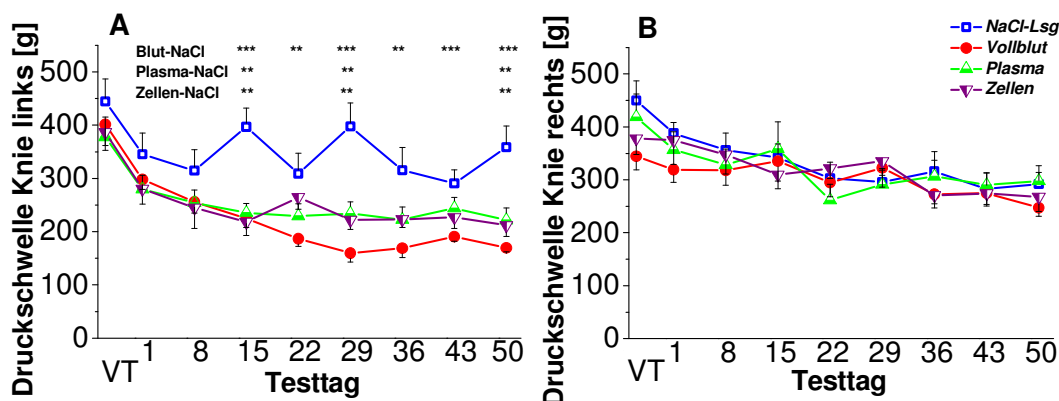 A
Druckschwelle Knie links [g]
Blut-NaCl *** ** *** ** *** ***
Plasma-NaCl ** ** **
Zellen-NaCl ** ** **
500
400
300
200
100
0
VT 1 8 15 22 29 36 43 50
Testtag
B
Druckschwelle Knie rechts [g]
NaCl-Lsg
Vollblut
Plasma
Zellen
500
400
300
200
100
0
VT 1 8 15 22 29 36 43 50
Testtag